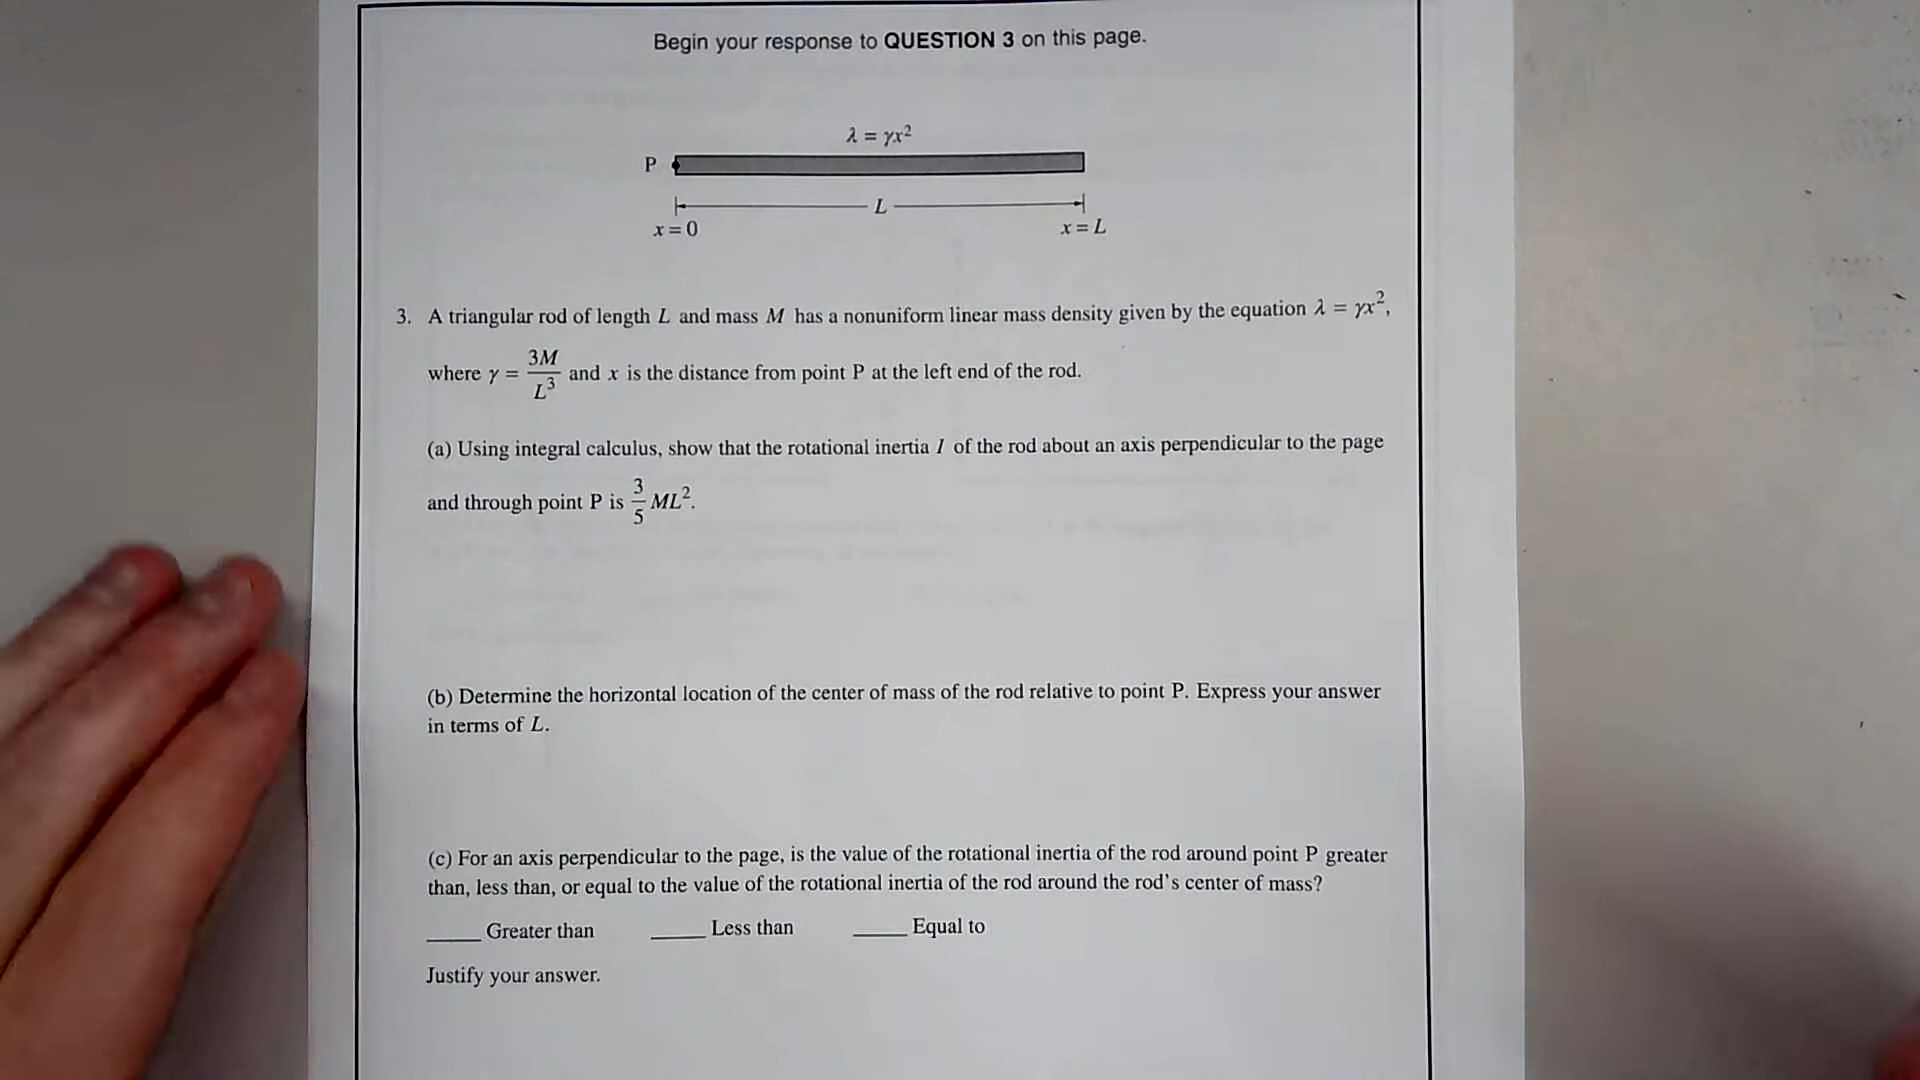 Begin your response to QUESTION 3 on this page.
λ = γx²
P
L
x = 0
x = L
3. A triangular rod of length L and mass M has a nonuniform linear mass density given by the equation λ = γx²,
where γ = 3M/L³ and x is the distance from point P at the left end of the rod.
(a) Using integral calculus, show that the rotational inertia I of the rod about an axis perpendicular to the page
and through point P is 3/5 ML².
(b) Determine the horizontal location of the center of mass of the rod relative to point P. Express your answer
in terms of L.
(c) For an axis perpendicular to the page, is the value of the rotational inertia of the rod around point P greater
than, less than, or equal to the value of the rotational inertia of the rod around the rod's center of mass?
____ Greater than ____ Less than ____ Equal to
Justify your answer.